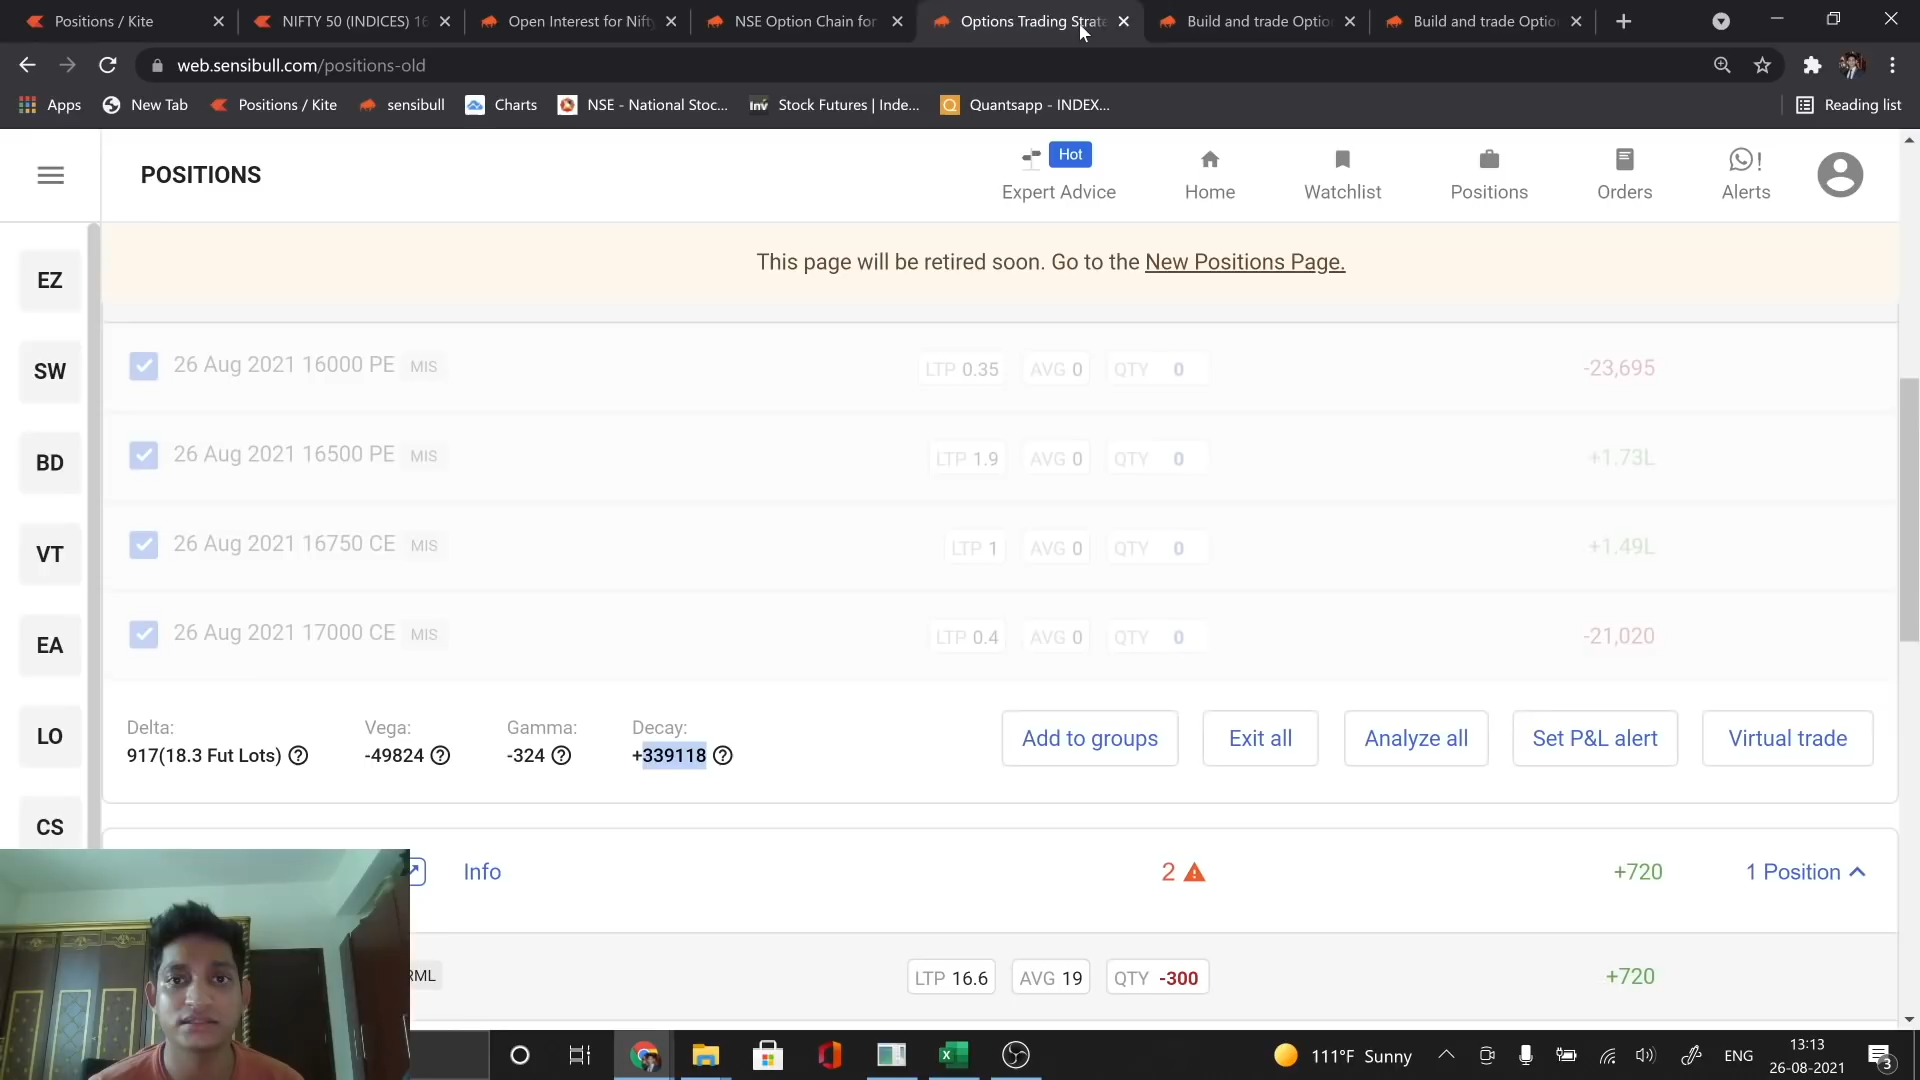 Positions / Kite
NIFTY 50 (INDICES) 16
Open Interest for Nifty
NSE Option Chain for
Options Trading Strate
Build and trade Optio
Build and trade Optio
web.sensibull.com/positions-old
Apps
New Tab
Positions / Kite
sensibull
Charts
NSE - National Stoc...
Inv
Stock Futures | Inde...
Q
Quantsapp - INDEX...
Reading list
POSITIONS
Hot
Expert Advice
Home
Watchlist
Positions
Orders
Alerts
This page will be retired soon. Go to the New Positions Page.
EZ
SW
BD
VT
EA
LO
CS
26 Aug 2021 16000 PE MIS LTP 0.35 AVG 0 QTY 0 -23,695
26 Aug 2021 16500 PE MIS LTP 1.9 AVG 0 QTY 0 +1.73L
26 Aug 2021 16750 CE MIS LTP 1 AVG 0 QTY 0 +1.49L
26 Aug 2021 17000 CE MIS LTP 0.4 AVG 0 QTY 0 -21,020
Delta: Vega: Gamma: Decay:
917(18.3 Fut Lots) -49824 -324 +339118
Add to groups
Exit all
Analyze all
Set P&L alert
Virtual trade
Info 2 +720 1 Position
RML LTP 16.6 AVG 19 QTY -300 +720
111°F Sunny
ENG
13:13
26-08-2021
3